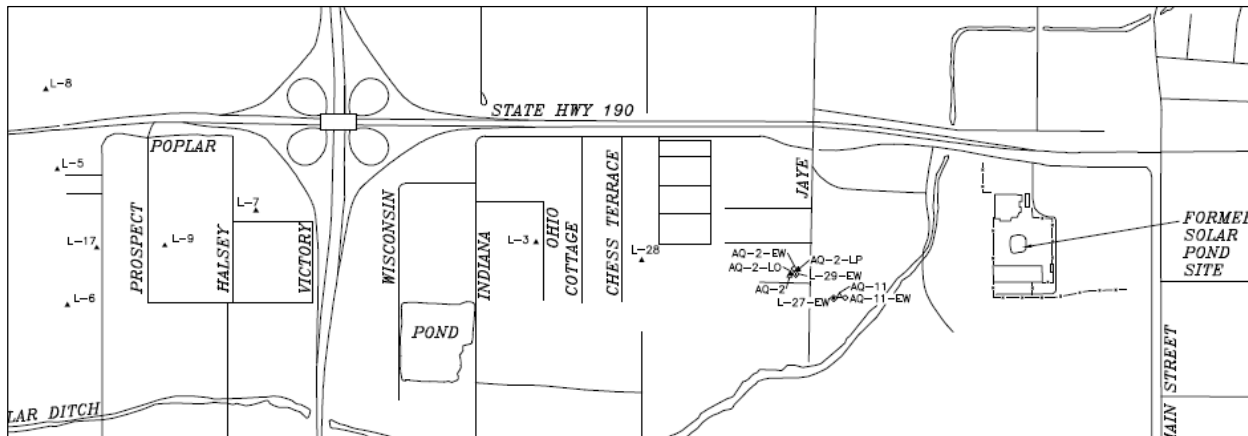 L-8
STATE HWY 190
POPLAR
L-5
PROSPECT
HALSEY
L-7
VICTORY
WISCONSIN
INDIANA
OHIO
COTTAGE
CHESS TERRACE
JAYE
L-17
L-9
L-3
L-28
L-6
AQ-2-EW
AQ-2-LP
AQ-2-LO
L-29-EW
AQ-2
AQ-11
L-27-EW
AQ-11-EW
FORMER
SOLAR
POND
SITE
POND
LAR DITCH
MAIN STREET